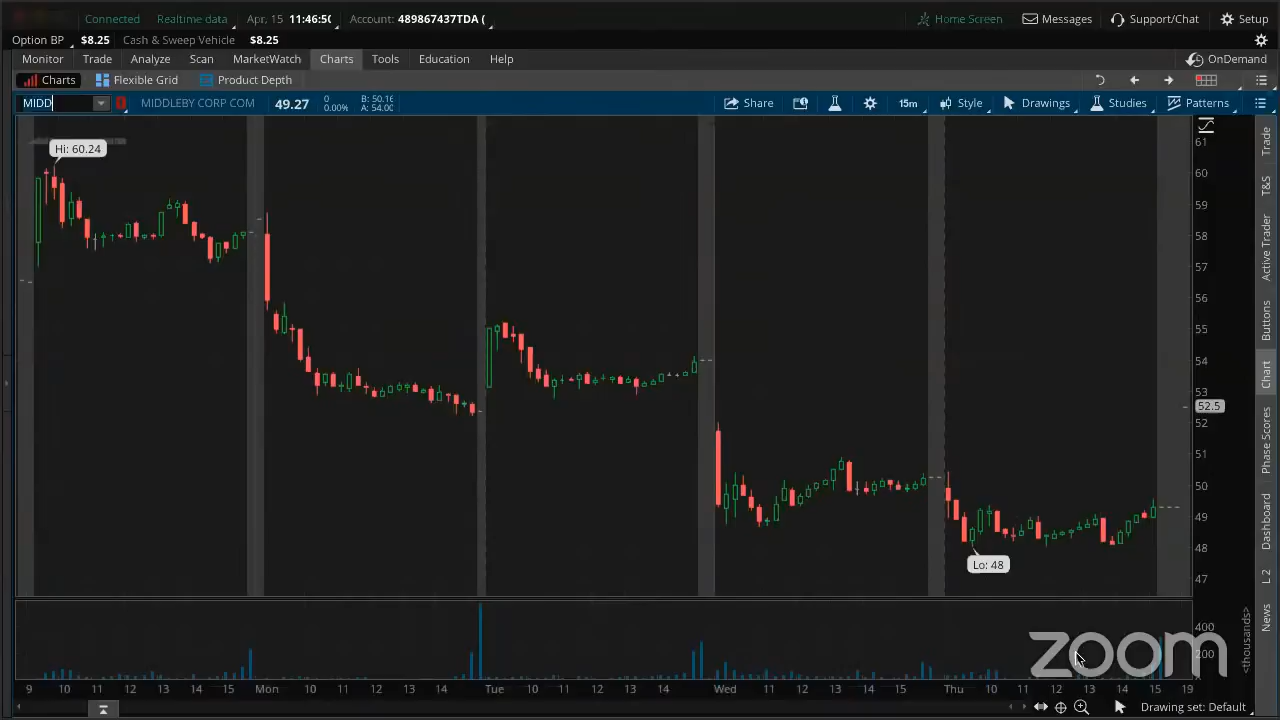 Connected Realtime data Apr, 15 11:46:50 Account: 489867437TDA ( Home Screen Messages Support/Chat Setup
Option BP $8.25 Cash & Sweep Vehicle $8.25
Monitor Trade Analyze Scan MarketWatch Charts Tools Education Help OnDemand
Charts Flexible Grid Product Depth
MIDD MIDDLEBY CORP COM 49.27 0 0.00% B: 50.16 A: 54.00 Share 15m Style Drawings Studies Patterns
Hi: 60.24
61
60
59
58
57
56
55
54
53
52.5
52
51
50
49
48
47
Lo: 48
400
200
<thousands>
zoom
9 10 11 12 13 14 15 Mon 10 11 12 13 14 Tue 10 11 12 13 14 Wed 11 12 13 14 15 Thu 10 11 12 13 14 15 19
Drawing set: Default
Trade
T&S
Active Trader
Buttons
Chart
Phase Scores
Dashboard
L 2
News